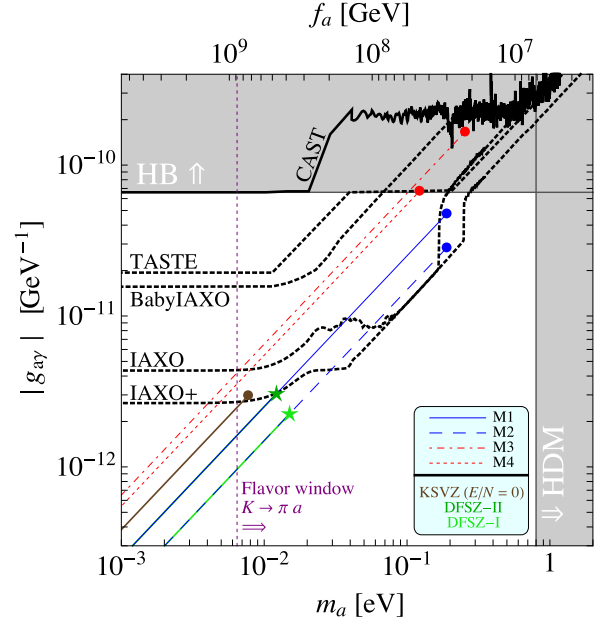 f_a [GeV]
10^9 10^8 10^7
|g_{aγ}| [GeV^{-1}]
10^{-10}
10^{-11}
10^{-12}
HB ⇑
CAST
TASTE
BabyIAXO
IAXO
IAXO+
M1
M2
M3
M4
KSVZ (E/N = 0)
DFSZ-II
DFSZ-I
Flavor window
K → π a
⟹
⇓ HDM
10^{-3} 10^{-2} 10^{-1} 1
m_a [eV]